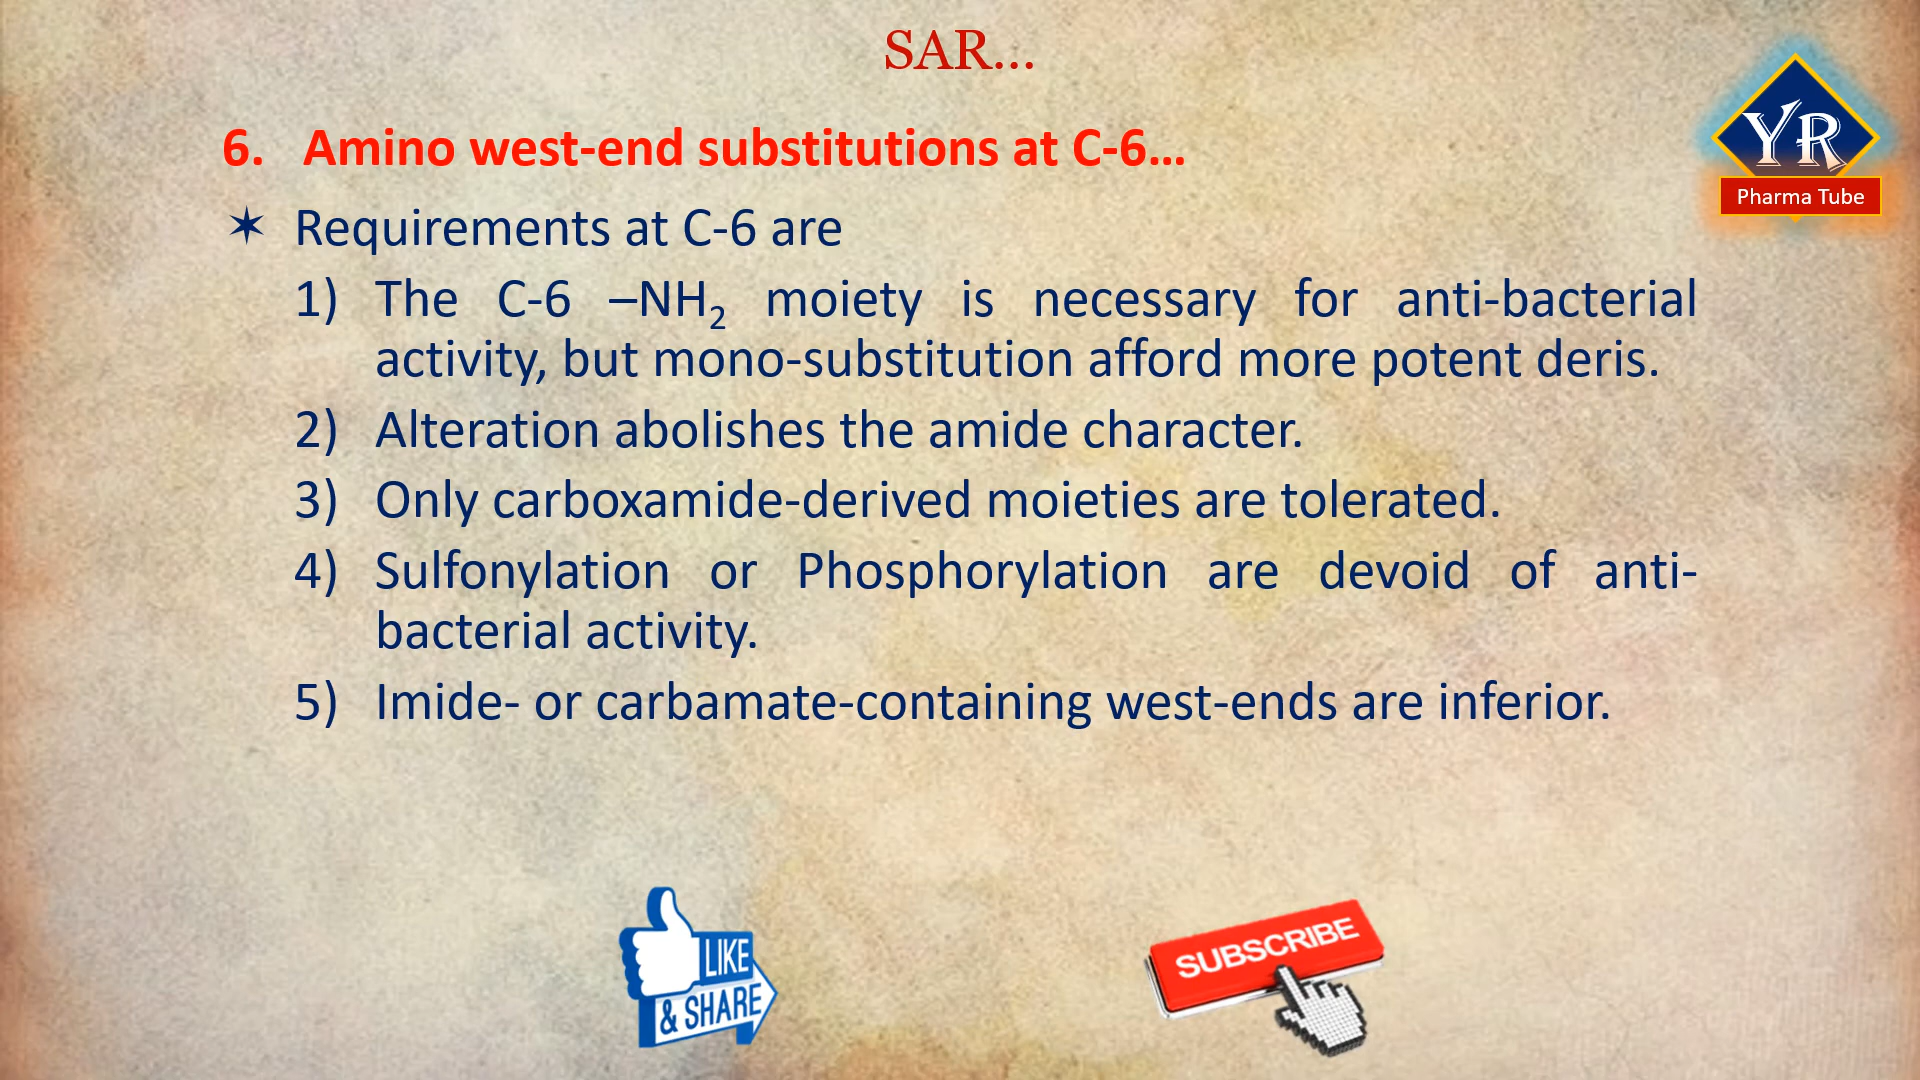 SAR...
YR
Pharma Tube
6. Amino west-end substitutions at C-6...
✶ Requirements at C-6 are
1) The C-6 –NH₂ moiety is necessary for anti-bacterial
activity, but mono-substitution afford more potent deris.
2) Alteration abolishes the amide character.
3) Only carboxamide-derived moieties are tolerated.
4) Sulfonylation or Phosphorylation are devoid of anti-
bacterial activity.
5) Imide- or carbamate-containing west-ends are inferior.
LIKE
& SHARE
SUBSCRIBE